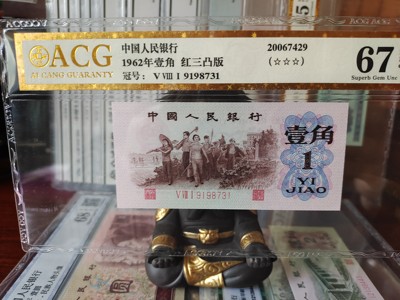 ACG
AI CANG GUARANTY
中国人民银行
1962年壹角 红三凸版
冠号: V VIII I 9198731
20067429
(☆☆☆)
67
Superb Gem Unc
中國人民銀行
壹角
1
YI
JIAO
V VIII I 9198731